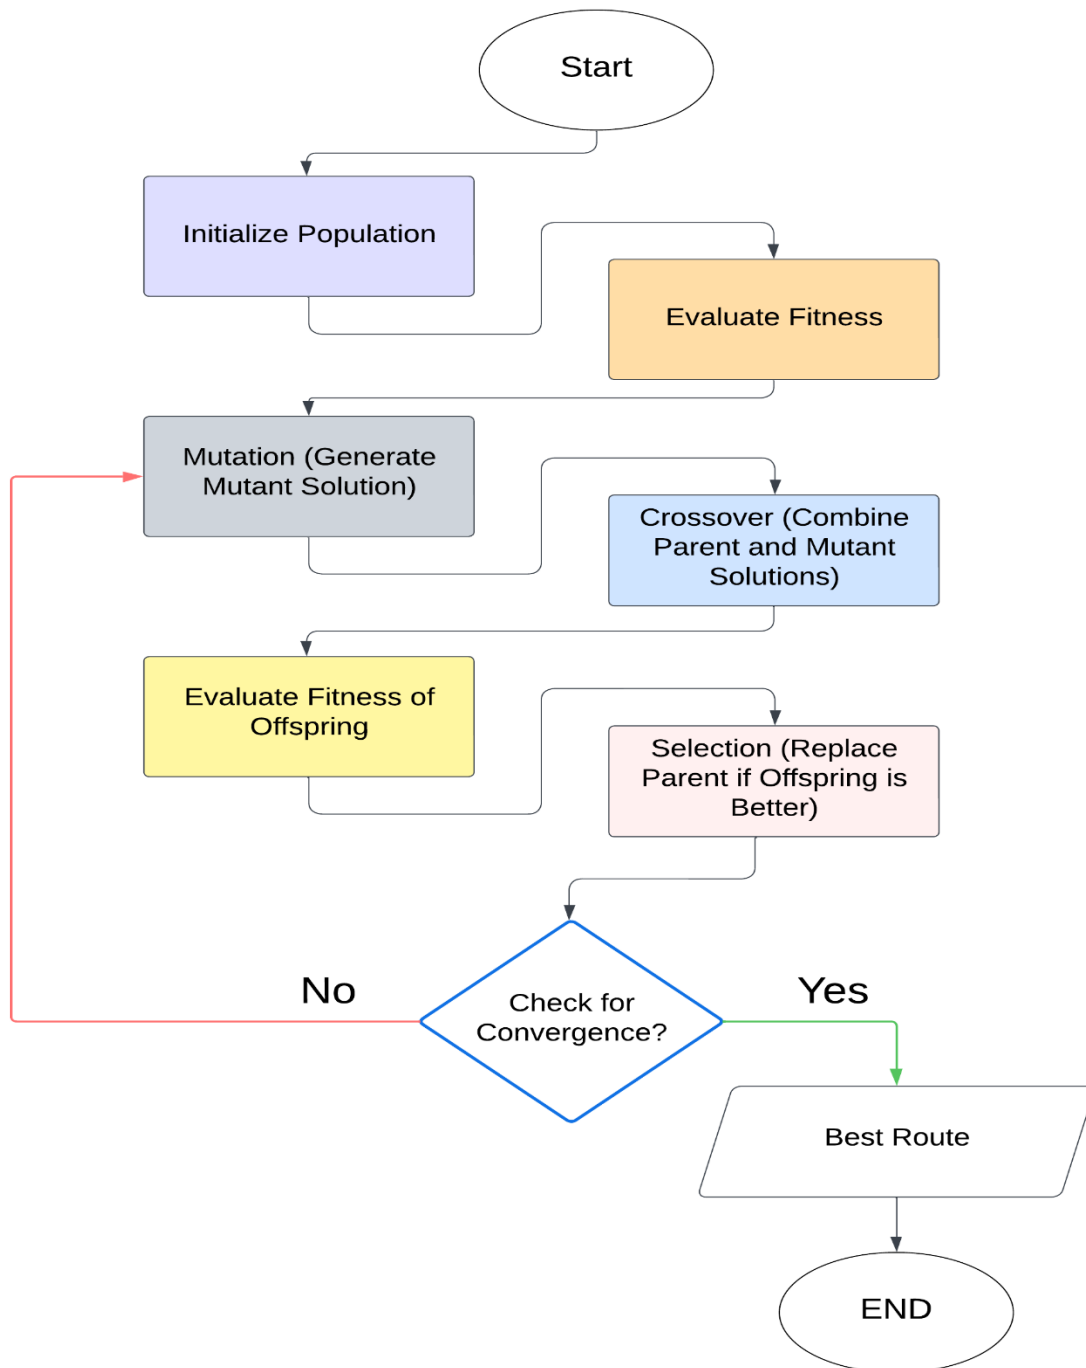 Start
Initialize Population
Evaluate Fitness
Mutation (Generate
Mutant Solution)
Crossover (Combine
Parent and Mutant
Solutions)
Evaluate Fitness of
Offspring
Selection (Replace
Parent if Offspring is
Better)
No
Check for
Convergence?
Yes
Best Route
END